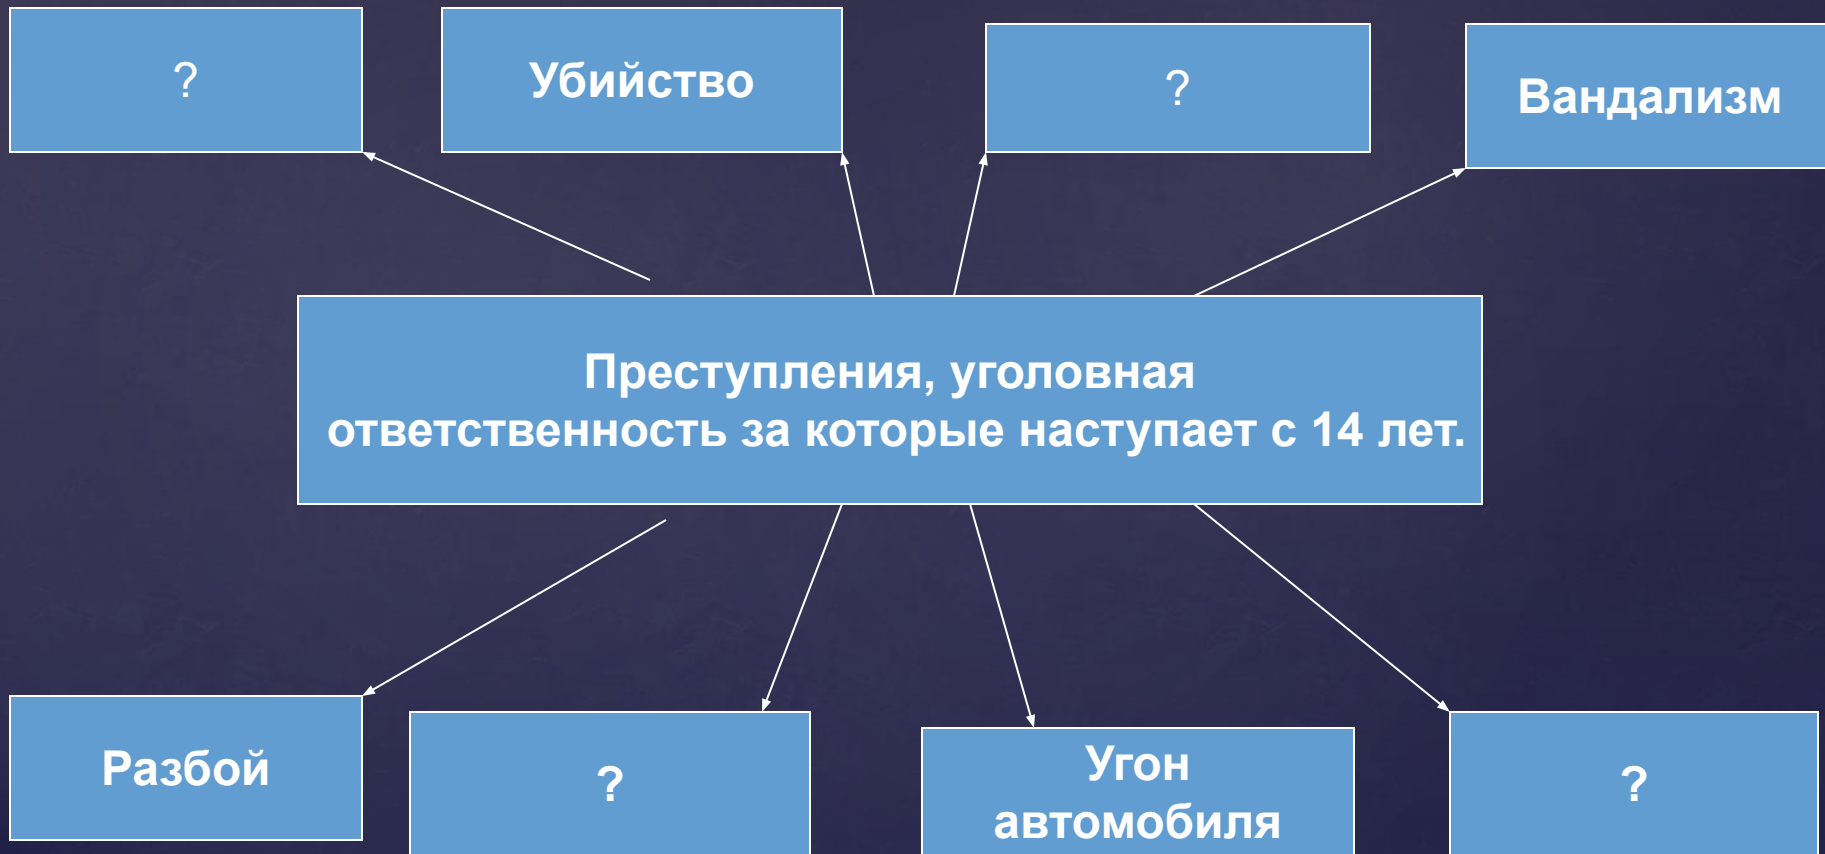 ?
Убийство
?
Вандализм
Преступления, уголовная
ответственность за которые наступает с 14 лет.
Разбой
?
Угон
автомобиля
?